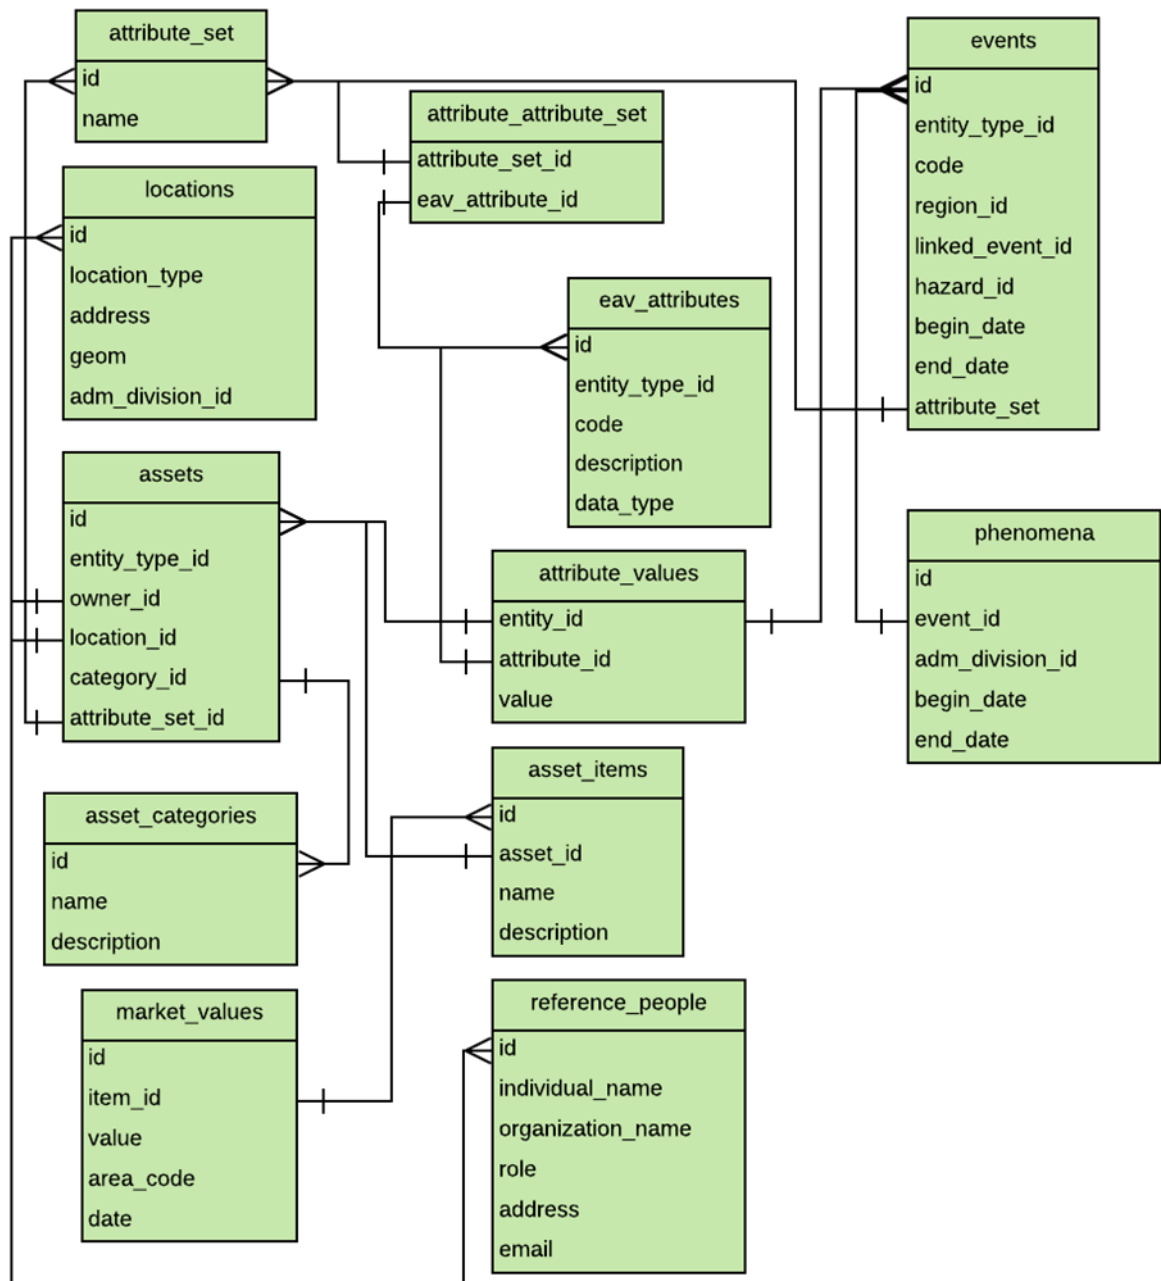 attribute_set
id
name
locations
id
location_type
address
geom
adm_division_id
assets
id
entity_type_id
owner_id
location_id
category_id
attribute_set_id
asset_categories
id
name
description
market_values
id
item_id
value
area_code
date
attribute_attribute_set
attribute_set_id
eav_attribute_id
eav_attributes
id
entity_type_id
code
description
data_type
attribute_values
entity_id
attribute_id
value
asset_items
id
asset_id
name
description
reference_people
id
individual_name
organization_name
role
address
email
events
id
entity_type_id
code
region_id
linked_event_id
hazard_id
begin_date
end_date
attribute_set
phenomena
id
event_id
adm_division_id
begin_date
end_date